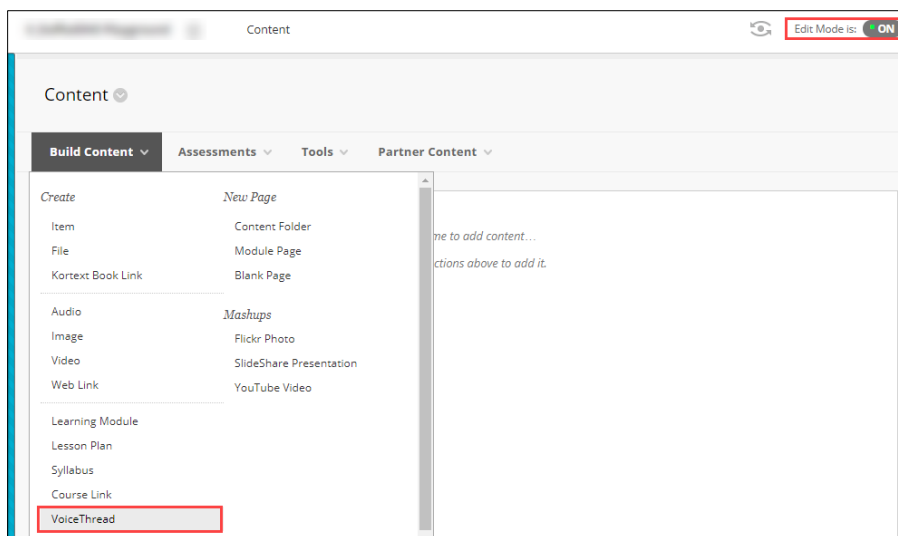 Content
Edit Mode is: ON
Content
Build Content
Assessments
Tools
Partner Content
Create
Item
File
Kortext Book Link
Audio
Image
Video
Web Link
Learning Module
Lesson Plan
Syllabus
Course Link
VoiceThread
New Page
Content Folder
Module Page
Blank Page
Mashups
Flickr Photo
SlideShare Presentation
YouTube Video
me to add content…
ctions above to add it.